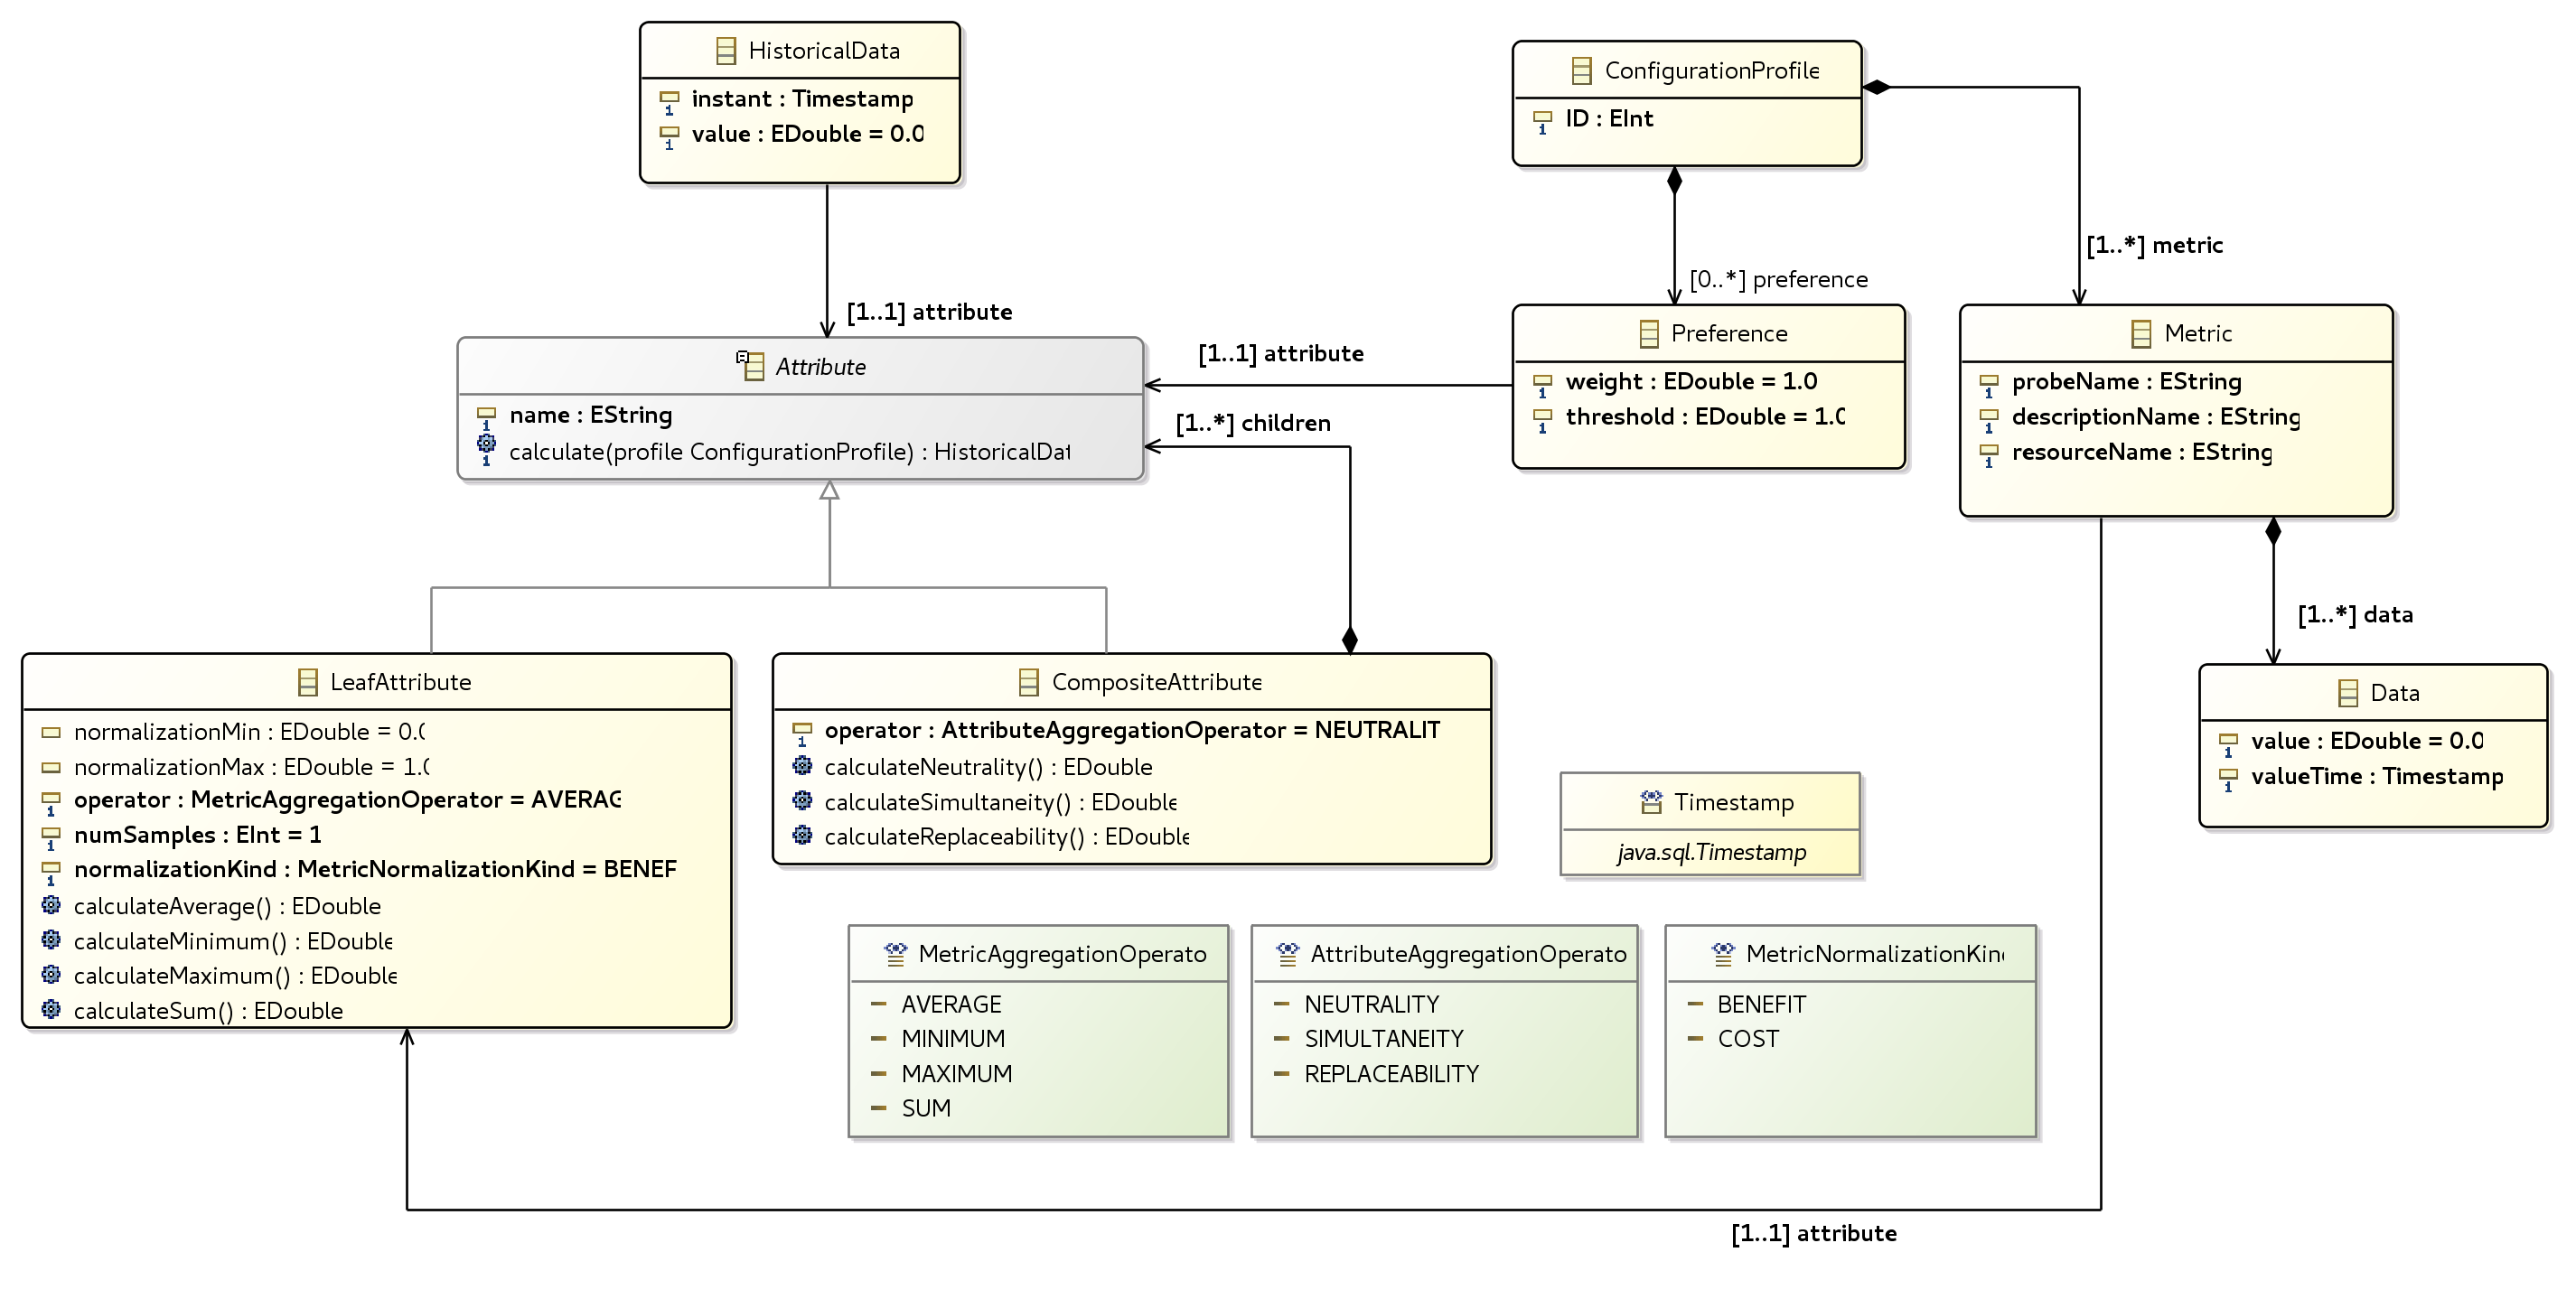 HistoricalData
instant : Timestamp
value : EDouble = 0.0
ConfigurationProfile
ID : EInt
[1..*] metric
[0..*] preference
[1..1] attribute
Attribute
name : EString
calculate(profile ConfigurationProfile) : HistoricalDat
[1..1] attribute
[1..*] children
Preference
weight : EDouble = 1.0
threshold : EDouble = 1.0
Metric
probeName : EString
descriptionName : EString
resourceName : EString
[1..*] data
LeafAttribute
normalizationMin : EDouble = 0.0
normalizationMax : EDouble = 1.0
operator : MetricAggregationOperator = AVERAG
numSamples : EInt = 1
normalizationKind : MetricNormalizationKind = BENEF
calculateAverage() : EDouble
calculateMinimum() : EDouble
calculateMaximum() : EDouble
calculateSum() : EDouble
CompositeAttribute
operator : AttributeAggregationOperator = NEUTRALIT
calculateNeutrality() : EDouble
calculateSimultaneity() : EDouble
calculateReplaceability() : EDouble
Data
value : EDouble = 0.0
valueTime : Timestamp
Timestamp
java.sql.Timestamp
MetricAggregationOperato
AVERAGE
MINIMUM
MAXIMUM
SUM
AttributeAggregationOperato
NEUTRALITY
SIMULTANEITY
REPLACEABILITY
MetricNormalizationKind
BENEFIT
COST
[1..1] attribute